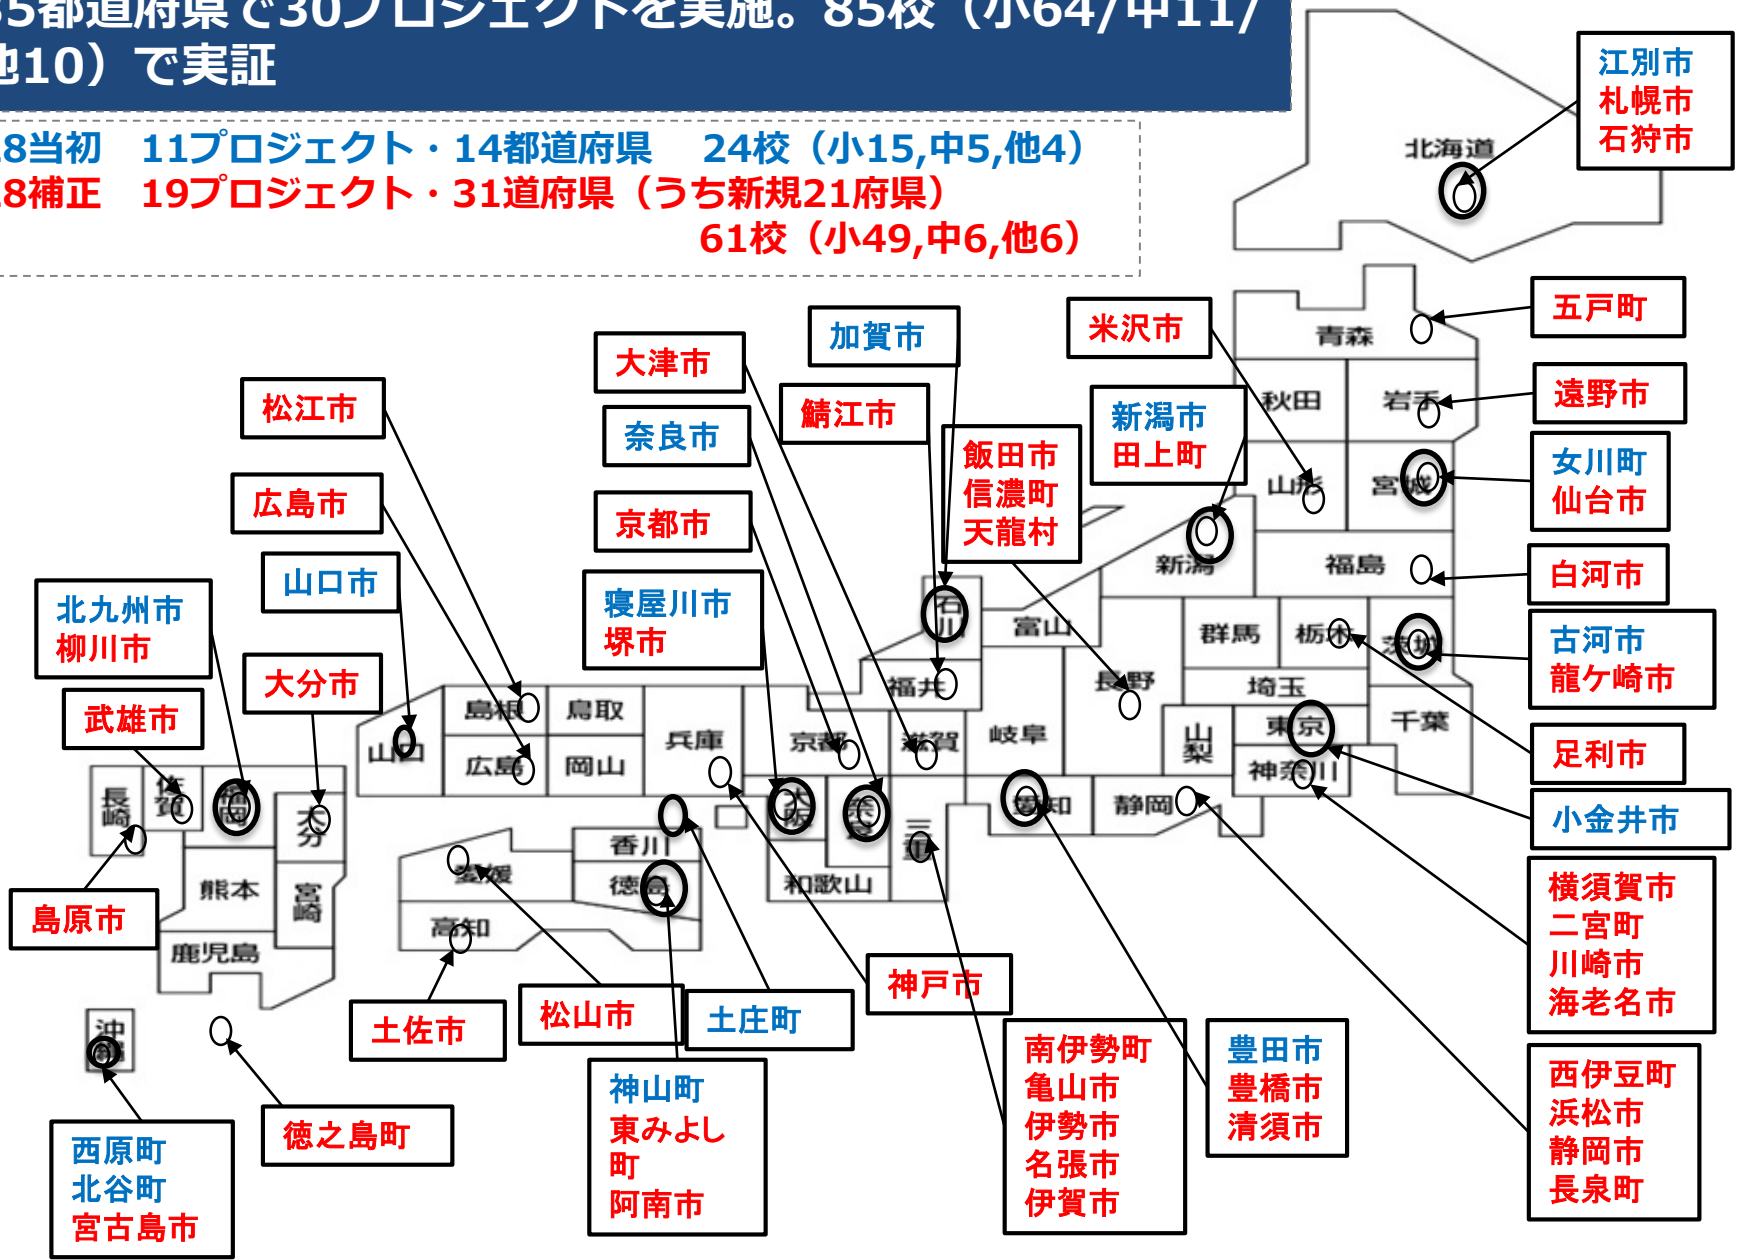 35都道府県で30プロジェクトを実施。85校（小64/中11/
他10）で実証
8当初 11プロジェクト・14都道府県 24校（小15,中5,他4）
8補正 19プロジェクト・31道府県（うち新規21府県）
61校（小49,中6,他6）
江別市
札幌市
石狩市
北海道
五戸町
青森
米沢市
加賀市
大津市
鯖江市
松江市
奈良市
新潟市
田上町
秋田
岩手
遠野市
飯田市
信濃町
天龍村
女川町
仙台市
山形
宮城
広島市
京都市
新潟
福島
白河市
山口市
北九州市
柳川市
寝屋川市
堺市
石川
富山
群馬
栃木
茨城
古河市
龍ケ崎市
大分市
武雄市
福井
長野
埼玉
島根
鳥取
兵庫
京都
滋賀
岐阜
山梨
東京
千葉
足利市
山口
広島
岡山
神奈川
長崎
佐賀
福岡
大分
大阪
奈良
三重
愛知
静岡
小金井市
香川
愛媛
徳島
和歌山
高知
熊本
宮崎
鹿児島
島原市
横須賀市
二宮町
川崎市
海老名市
神戸市
土佐市
松山市
土庄町
沖縄
徳之島町
西原町
北谷町
宮古島市
神山町
東みよし
町
阿南市
南伊勢町
亀山市
伊勢市
名張市
伊賀市
豊田市
豊橋市
清須市
西伊豆町
浜松市
静岡市
長泉町